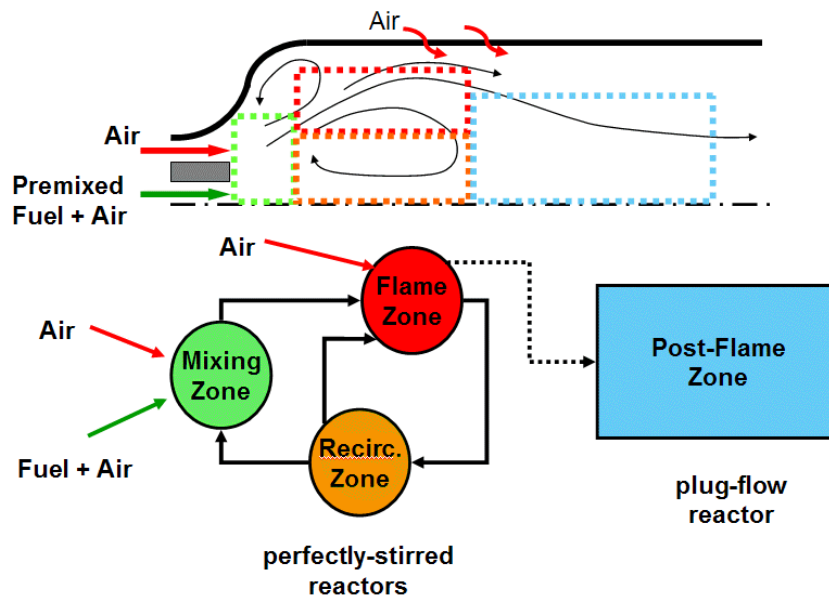 Air
Air
Premixed
Fuel + Air
Air
Flame
Zone
Air
Mixing
Zone
Post-Flame
Zone
Recirc.
Zone
Fuel + Air
plug-flow
reactor
perfectly-stirred
reactors